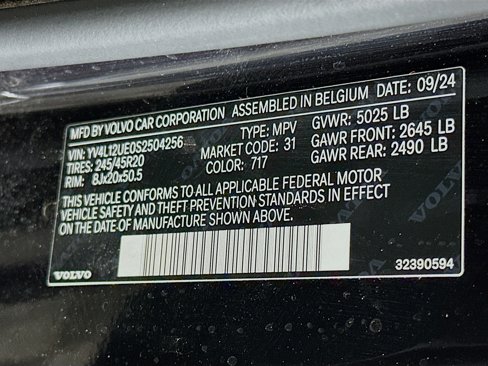 MFD BY VOLVO CAR CORPORATION ASSEMBLED IN BELGIUM DATE: 09/24
VIN: YV4L12UE0S2504256 TYPE: MPV GVWR: 5025 LB
TIRES: 245/45R20 MARKET CODE: 31 GAWR FRONT: 2645 LB
RIM: 8Jx20x50.5 COLOR: 717 GAWR REAR: 2490 LB
THIS VEHICLE CONFORMS TO ALL APPLICABLE FEDERAL MOTOR
VEHICLE SAFETY AND THEFT PREVENTION STANDARDS IN EFFECT
ON THE DATE OF MANUFACTURE SHOWN ABOVE.
VOLVO 32390594